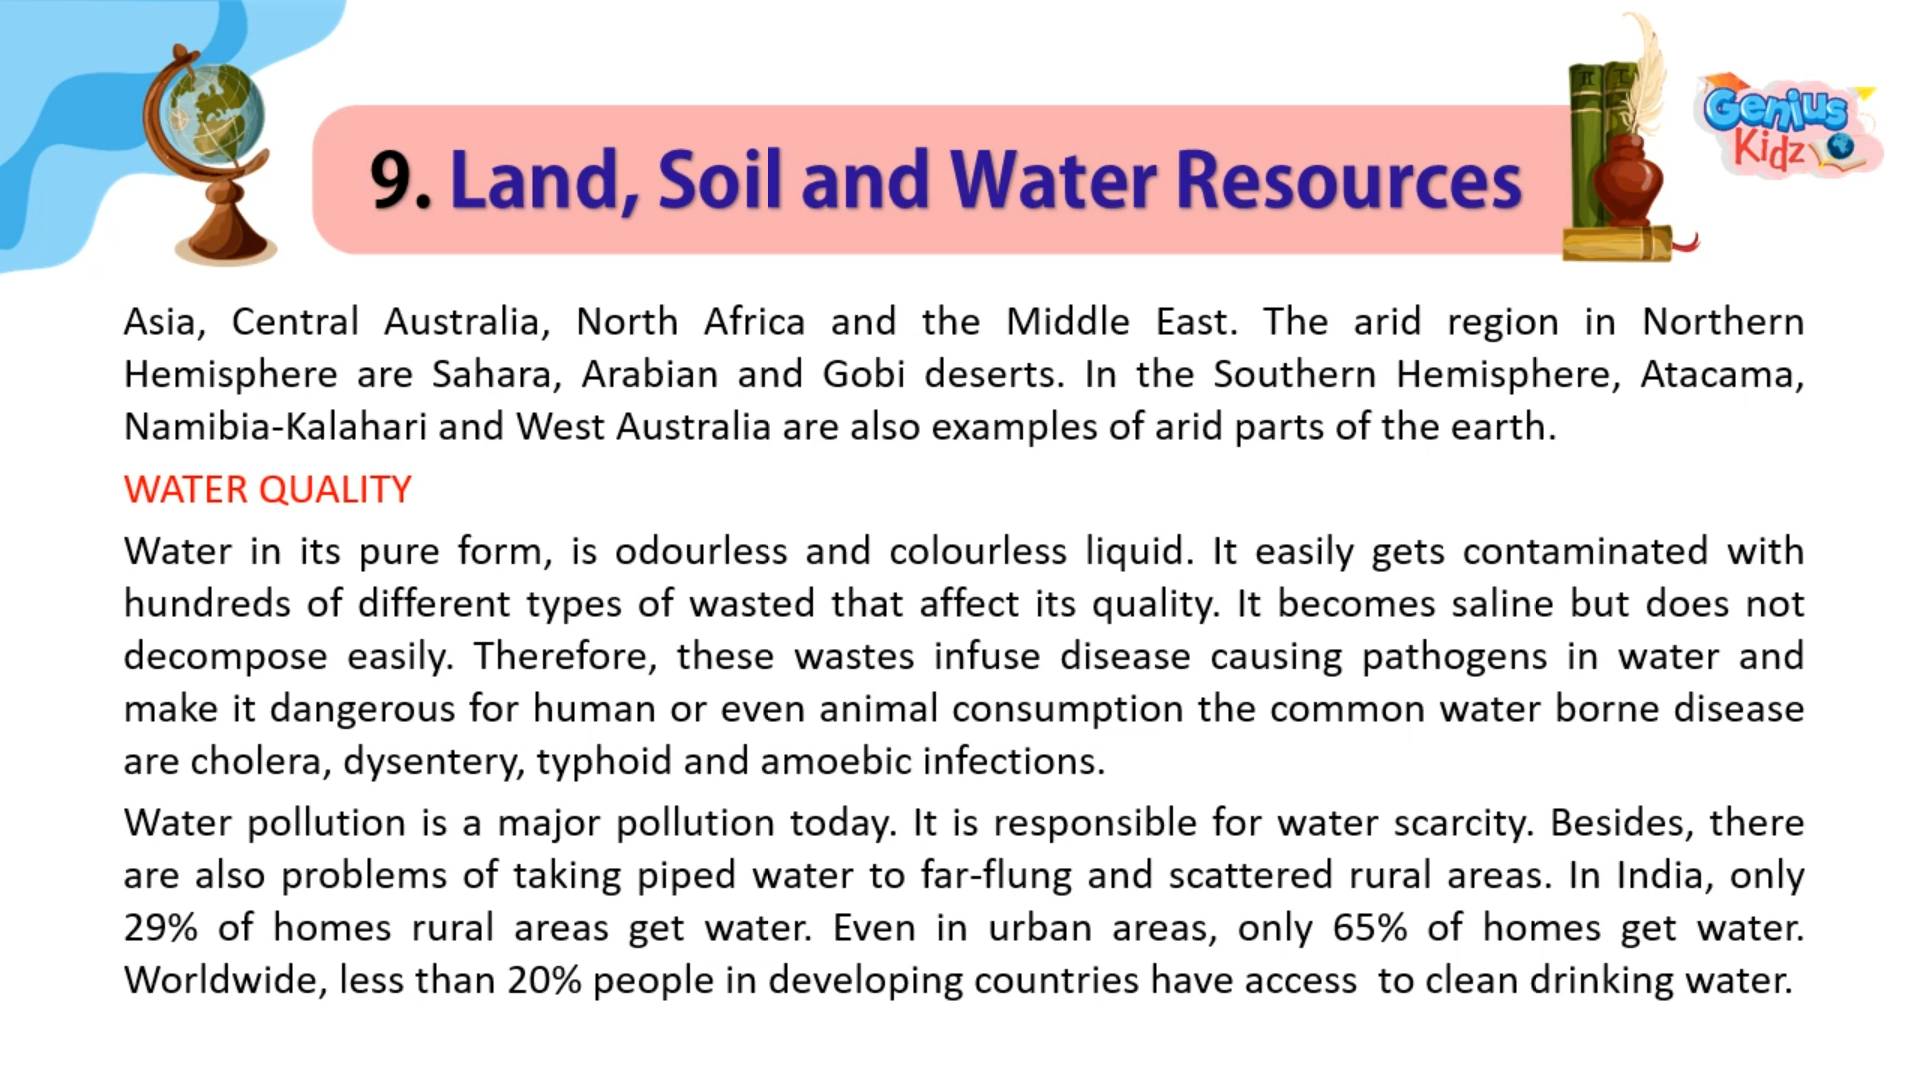 9. Land, Soil and Water Resources
Genius
Kidz
Asia, Central Australia, North Africa and the Middle East. The arid region in Northern
Hemisphere are Sahara, Arabian and Gobi deserts. In the Southern Hemisphere, Atacama,
Namibia-Kalahari and West Australia are also examples of arid parts of the earth.
WATER QUALITY
Water in its pure form, is odourless and colourless liquid. It easily gets contaminated with
hundreds of different types of wasted that affect its quality. It becomes saline but does not
decompose easily. Therefore, these wastes infuse disease causing pathogens in water and
make it dangerous for human or even animal consumption the common water borne disease
are cholera, dysentery, typhoid and amoebic infections.
Water pollution is a major pollution today. It is responsible for water scarcity. Besides, there
are also problems of taking piped water to far-flung and scattered rural areas. In India, only
29% of homes rural areas get water. Even in urban areas, only 65% of homes get water.
Worldwide, less than 20% people in developing countries have access  to clean drinking water.